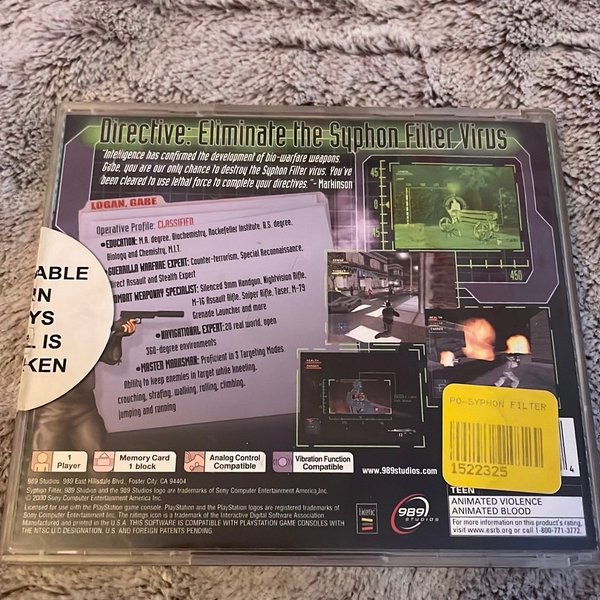 Directive: Eliminate the Syphon Filter Virus
"Intelligence has confirmed the development of bio-warfare weapons.
Gabe, you are our only chance to destroy the Syphon Filter virus. You've
been cleared to use lethal force to complete your directives. "- Markinson
LOGAN, GABE
Operative Profile: CLASSIFIED
•EDUCATION: M.A. degree, Biochemistry, Rockefeller Institute. B.S. degree,
Biology and Chemistry, M.I.T.
•GUERRILLA WARFARE EXPERT: Counter-terrorism, Special Reconnaissance,
Direct Assault and Stealth Expert
COMBAT WEAPONRY SPECIALIST: Silenced 9mm Handgun, Nightvision Rifle,
M-16 Assault Rifle, Sniper Rifle, Taser, M-79
Grenade Launcher and more
•NAVIGATIONAL EXPERT: 20 real world, open
360-degree environments
•MASTER MARKSMAN: Proficient in 3 Targeting Modes.
Ability to keep enemies in target while kneeling,
crouching, strafing, walking, rolling, climbing,
jumping and running
45
0
45
450
ABLE
RN
YS
L IS
KEN
PO-SYPHON FILTER
1522325
4
1
Player
Memory Card
1 block
Analog Control
Compatible
Vibration Function
Compatible
www.989studios.com
989 Studios. 989 East Hillsdale Blvd., Foster City, CA 94404
Syphon Filter, 989 Studios and the 989 Studios logo are trademarks of Sony Computer Entertainment America Inc.
© 2000 Sony Computer Entertainment America Inc.
Licensed for use with the PlayStation game console. PlayStation and the PlayStation logos are registered trademarks of
Sony Computer Entertainment Inc. The ratings icon is a trademark of the Interactive Digital Software Association.
Manufactured and printed in the U.S.A. THIS SOFTWARE IS COMPATIBLE WITH PLAYSTATION GAME CONSOLES WITH
THE NTSC U/C DESIGNATION. U.S. AND FOREIGN PATENTS PENDING
EIDETIC
989
STUDIOS
TEEN
ANIMATED VIOLENCE
ANIMATED BLOOD
For more information on this product's rating,
visit www.esrb.org or call 1-800-771-3772.